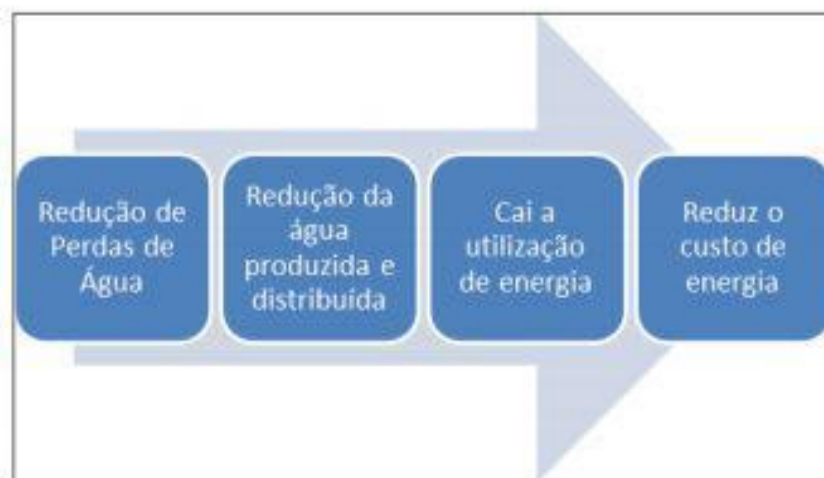 Redução de
Perdas de
Água
Redução da
água
produzida e
distribuída
Cai a
utilização
de energia
Reduz o
custo de
energia